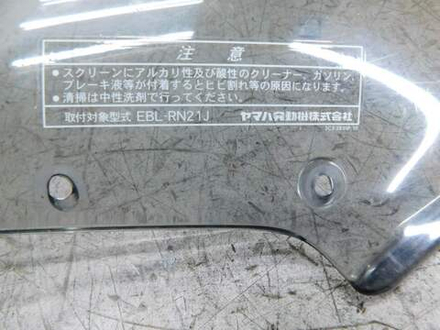 注意
●スクリーンにアルカリ性及び酸性のクリーナー、ガソリン、
ブレーキ液等が付着するとヒビ割れ等の原因になります。
●清掃は中性洗剤で行ってください。
取付対象型式 EBL-RN21J ヤマハ発動機株式会社